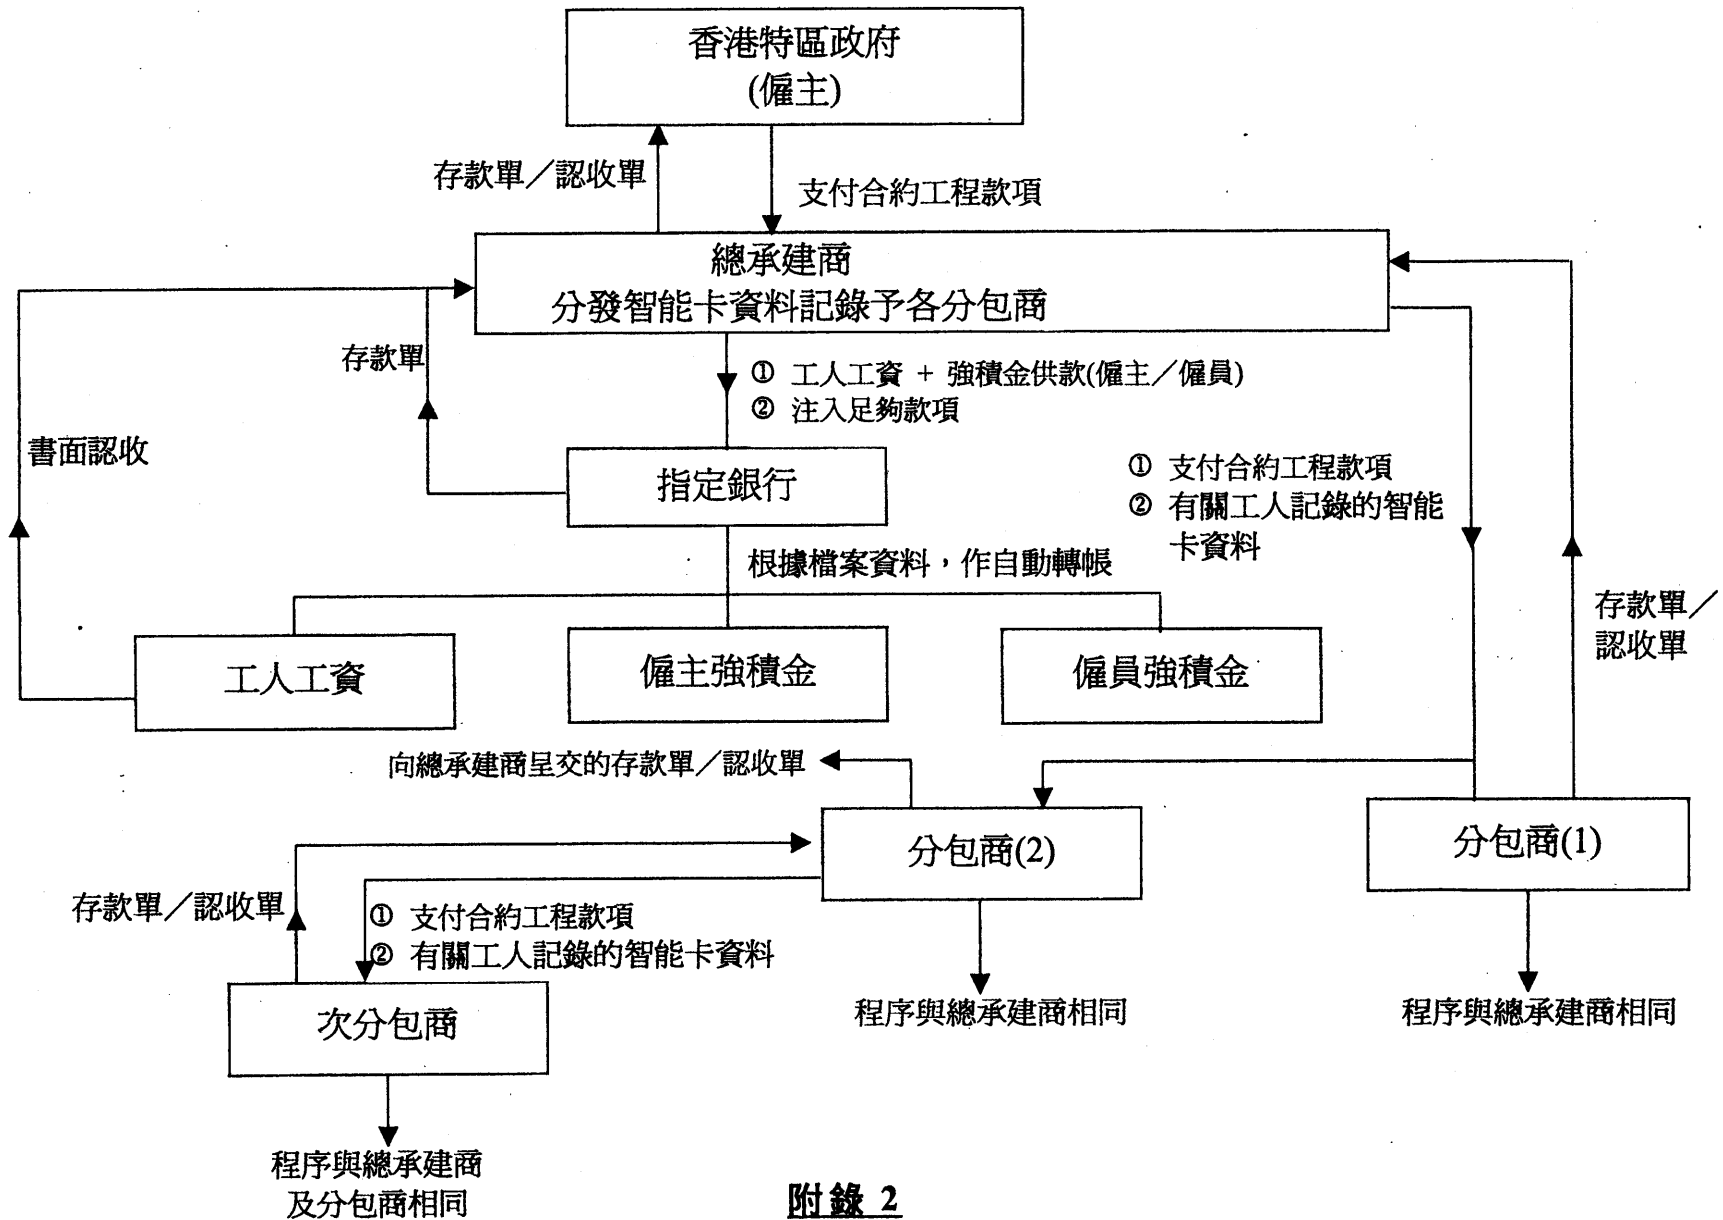 香港特區政府
(僱主)
存款單／認收單
支付合約工程款項
總承建商
分發智能卡資料記錄予各分包商
存款單
① 工人工資 + 強積金供款(僱主／僱員)
② 注入足夠款項
書面認收
指定銀行
① 支付合約工程款項
② 有關工人記錄的智能
卡資料
根據檔案資料，作自動轉帳
存款單／
認收單
工人工資
僱主強積金
僱員強積金
向總承建商呈交的存款單／認收單
分包商(2)
分包商(1)
存款單／認收單
① 支付合約工程款項
② 有關工人記錄的智能卡資料
次分包商
程序與總承建商相同
程序與總承建商相同
程序與總承建商
及分包商相同
附錄 2